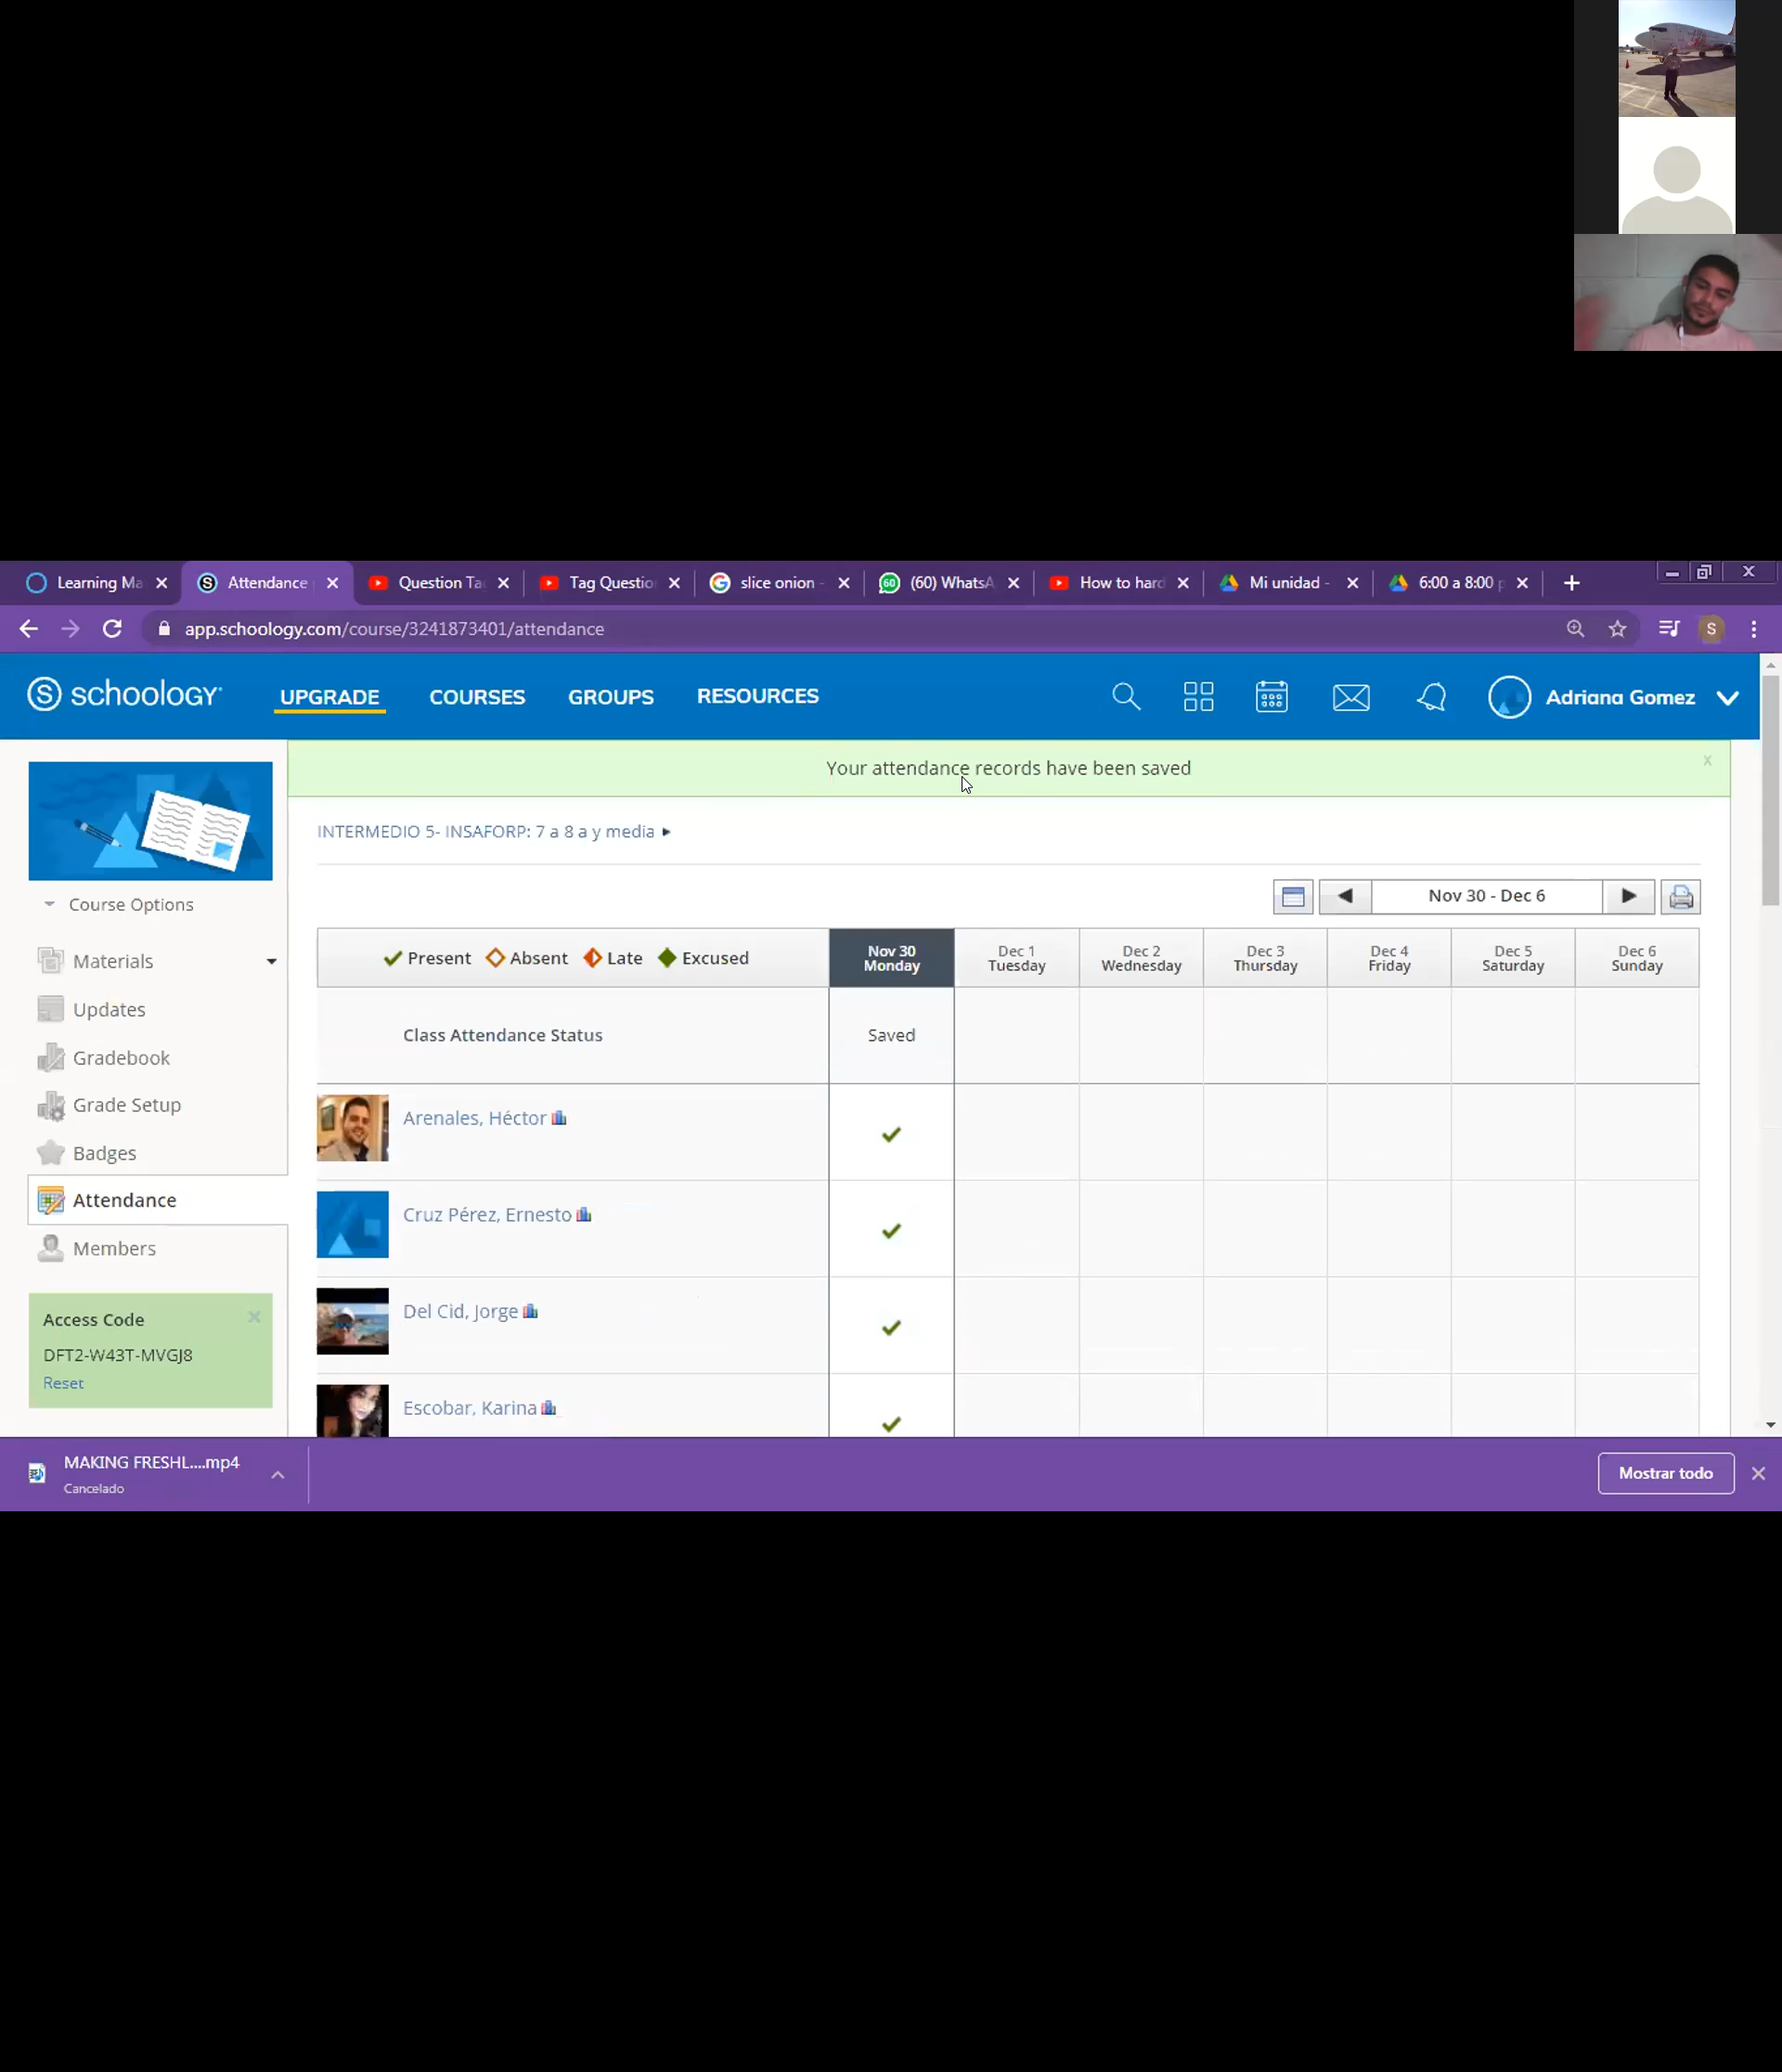 Learning Ma
Attendance
Question Ta
Tag Questio
slice onion -
(60) WhatsA
How to hard
Mi unidad -
6:00 a 8:00 p
app.schoology.com/course/3241873401/attendance
S
S schoology
UPGRADE
COURSES
GROUPS
RESOURCES
Adriana Gomez
Your attendance records have been saved
x
INTERMEDIO 5- INSAFORP: 7 a 8 a y media
Course Options
Nov 30 - Dec 6
Materials
Updates
Gradebook
Grade Setup
Badges
Attendance
Members
Access Code
DFT2-W43T-MVGJ8
Reset
Present Absent Late Excused
Nov 30
Monday
Dec 1
Tuesday
Dec 2
Wednesday
Dec 3
Thursday
Dec 4
Friday
Dec 5
Saturday
Dec 6
Sunday
Class Attendance Status
Saved
Arenales, Héctor
Cruz Pérez, Ernesto
Del Cid, Jorge
Escobar, Karina
MAKING FRESHL....mp4
Cancelado
Mostrar todo